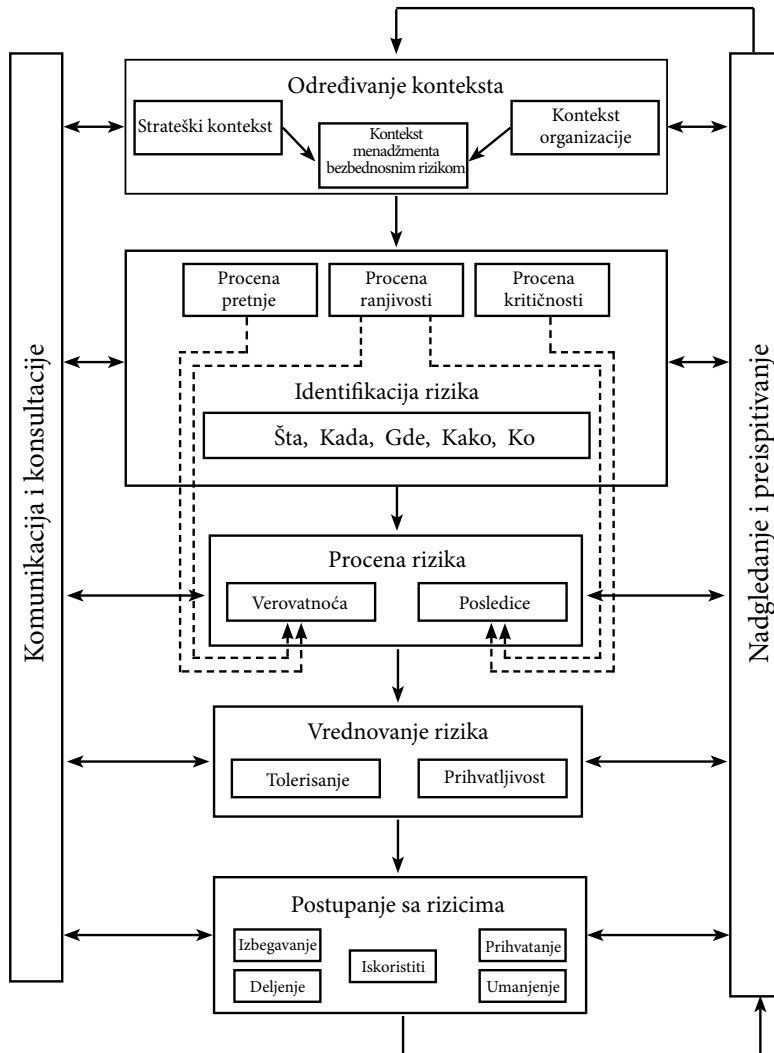 Određivanje konteksta
Strateški kontekst
Kontekst
menadžmenta
bezbednosnim rizikom
Kontekst
organizacije
Procena
pretnje
Procena
ranjivosti
Procena
kritičnosti
Identifikacija rizika
Šta, Kada, Gde, Kako, Ko
Procena rizika
Verovatnoća
Posledice
Vrednovanje rizika
Tolerisanje
Prihvatljivost
Postupanje sa rizicima
Izbegavanje
Deljenje
Iskoristiti
Prihvatanje
Umanjenje
Komunikacija i konsultacije
Nadgledanje i preispitivanje